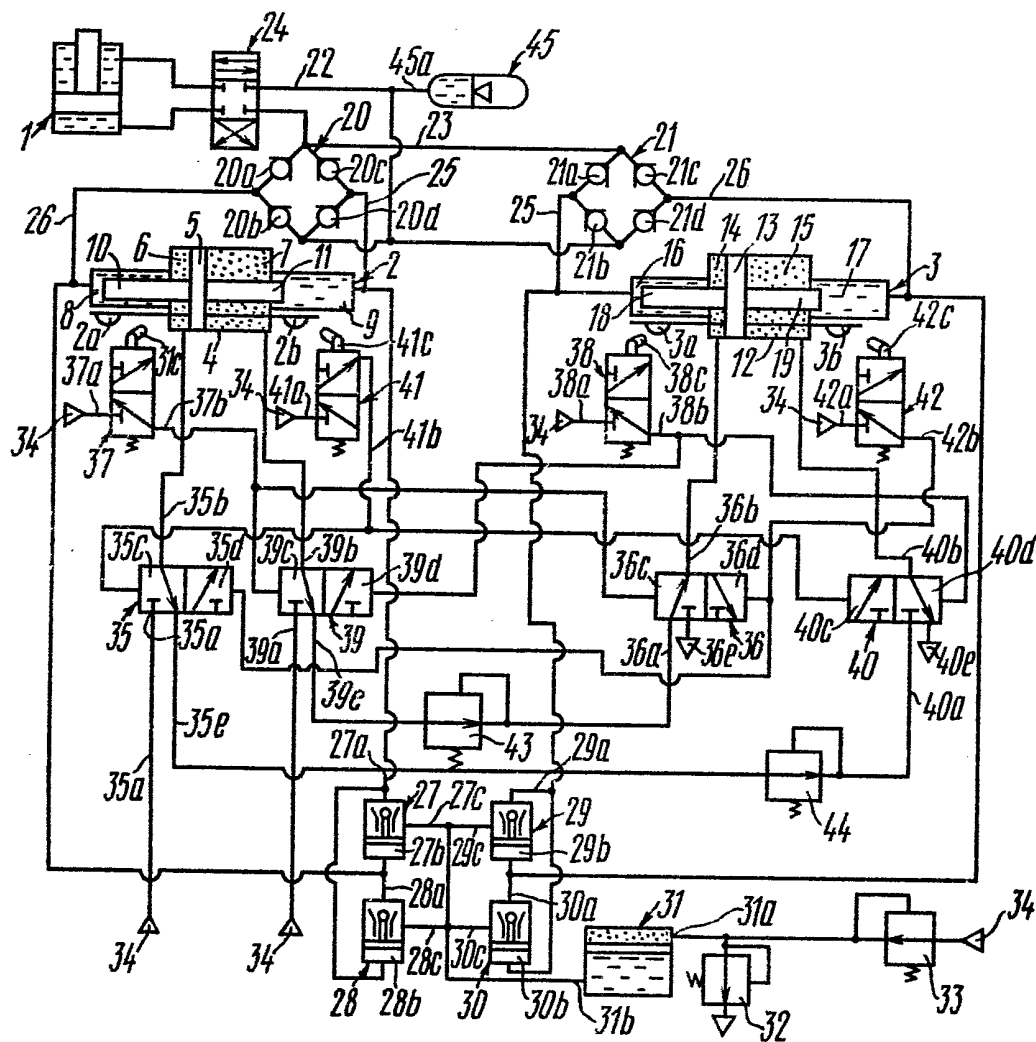 24
45
22
45a
1
20
23
21
20a
20c
21a
21c
26
25
25
26
20b
20d
21b
21d
5
6
7
14
13
15
10
11
2
16
17
3
8
9
18
2a
4
2b
3a
12
19
3b
31c
41c
38
38c
42c
37a
34
41a
41
38a
34
42a
42
34
37
37b
41b
34
38b
42b
35b
36b
40b
35c
35d
39c
39b
39d
36c
36d
40d
35
35a
39a
39
39e
36a
36e
36
40c
40
40e
35e
43
40a
35a
27a
29a
27
27c
29
44
27b
29c
29b
28a
30a
31
31a
34
34
34
28
28b
28c
30c
30
30b
31b
32
33